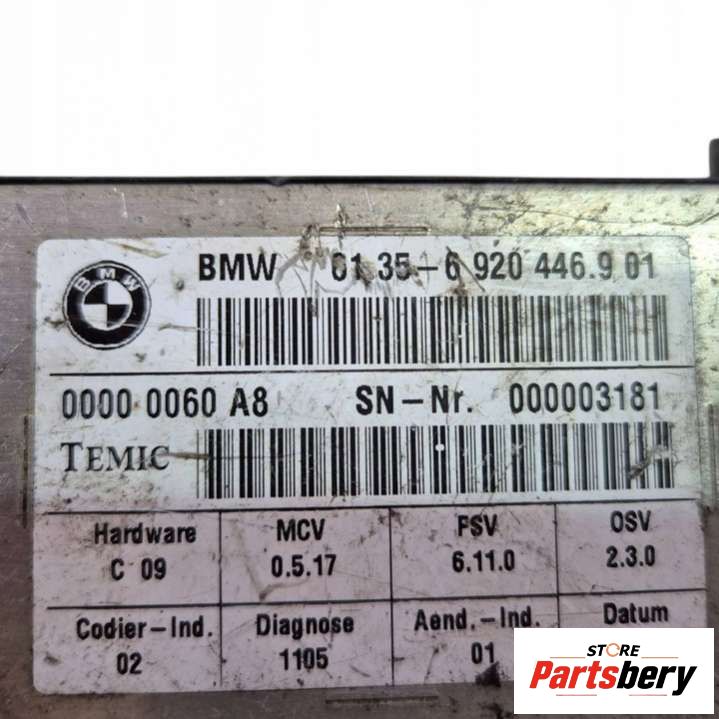 BMW 61.35-6 920 446.9 01
BMW
0000 0060 A8 SN-Nr. 000003181
TEMIC
Hardware MCV FSV OSV
C 09 0.5.17 6.11.0 2.3.0
Codier-Ind. Diagnose Aend.-Ind. Datum
02 1105 01
STORE
Partsbery